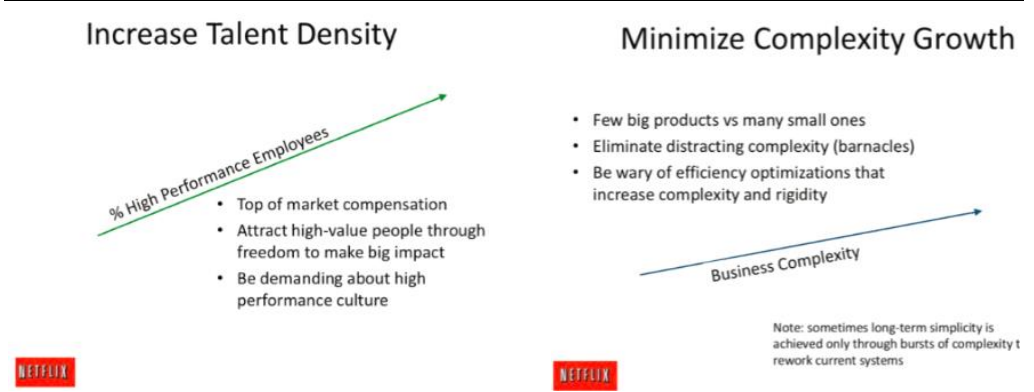 Increase Talent Density
% High Performance Employees
• Top of market compensation
• Attract high-value people through
freedom to make big impact
• Be demanding about high
performance culture
NETFLIX
Minimize Complexity Growth
• Few big products vs many small ones
• Eliminate distracting complexity (barnacles)
• Be wary of efficiency optimizations that
increase complexity and rigidity
Business Complexity
Note: sometimes long-term simplicity is
achieved only through bursts of complexity t
rework current systems
NETFLIX